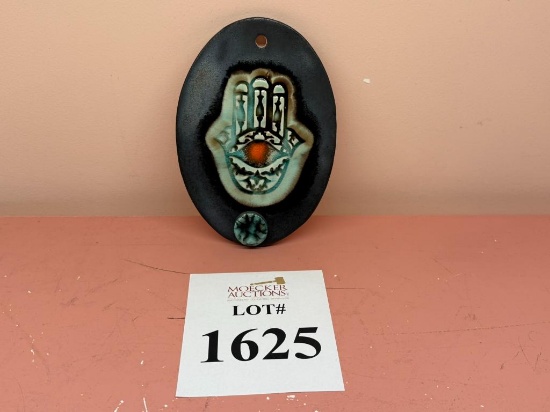 MOECKER
AUCTIONS
LOT#
1625